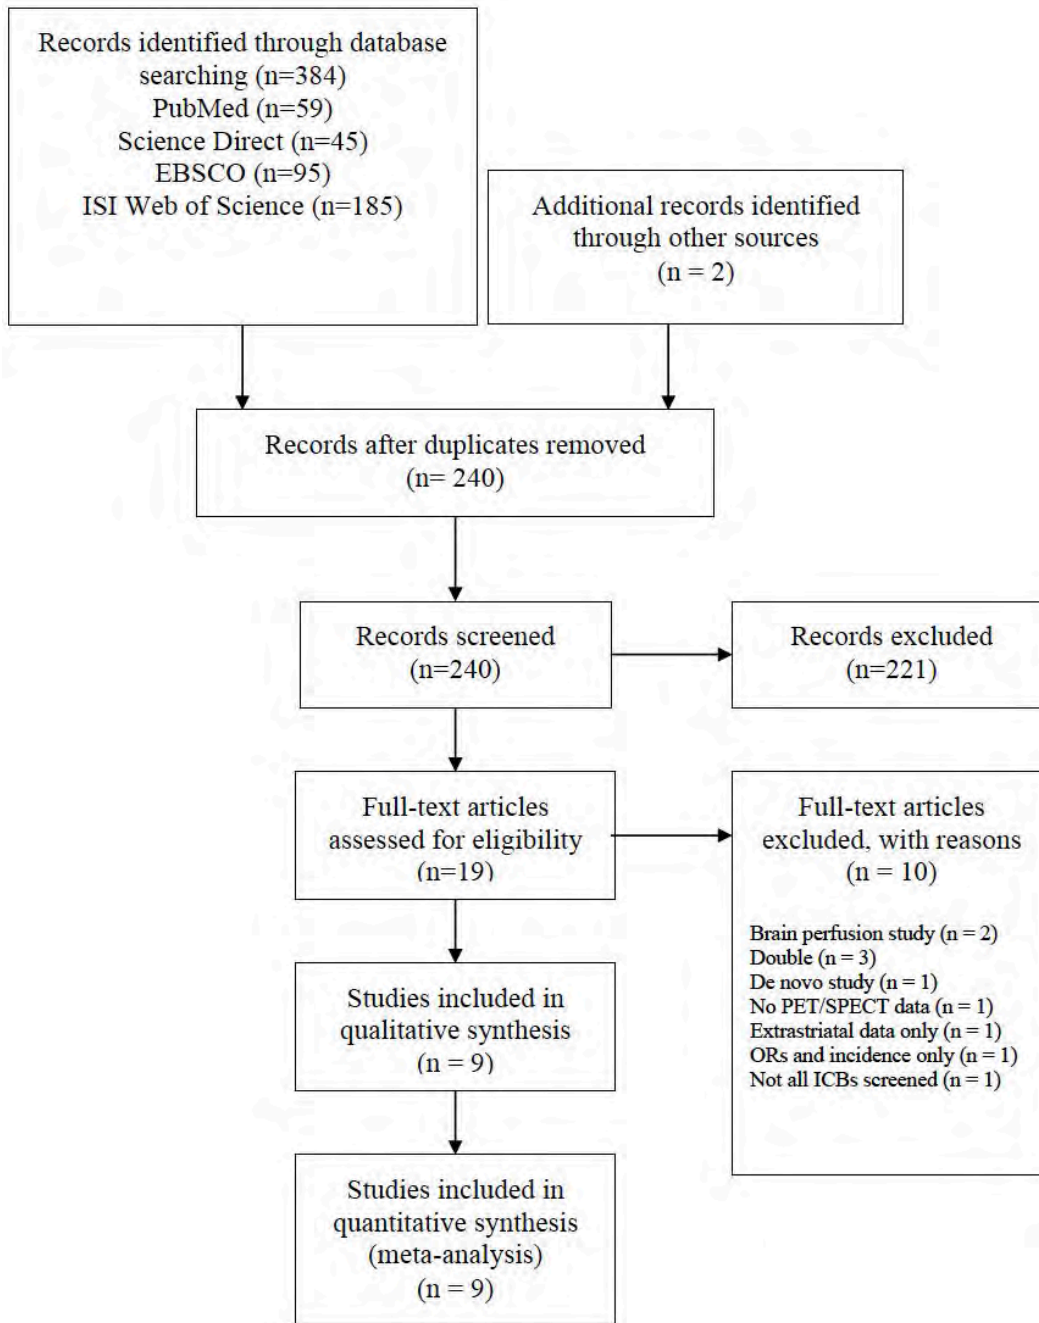 Records identified through database
searching (n=384)
PubMed (n=59)
Science Direct (n=45)
EBSCO (n=95)
ISI Web of Science (n=185)
Additional records identified
through other sources
(n = 2)
Records after duplicates removed
(n= 240)
Records screened
(n=240)
Records excluded
(n=221)
Full-text articles
assessed for eligibility
(n=19)
Full-text articles
excluded, with reasons
(n = 10)
Brain perfusion study (n = 2)
Double (n = 3)
De novo study (n = 1)
No PET/SPECT data (n = 1)
Extrastriatal data only (n = 1)
ORs and incidence only (n = 1)
Not all ICBs screened (n = 1)
Studies included in
qualitative synthesis
(n = 9)
Studies included in
quantitative synthesis
(meta-analysis)
(n = 9)